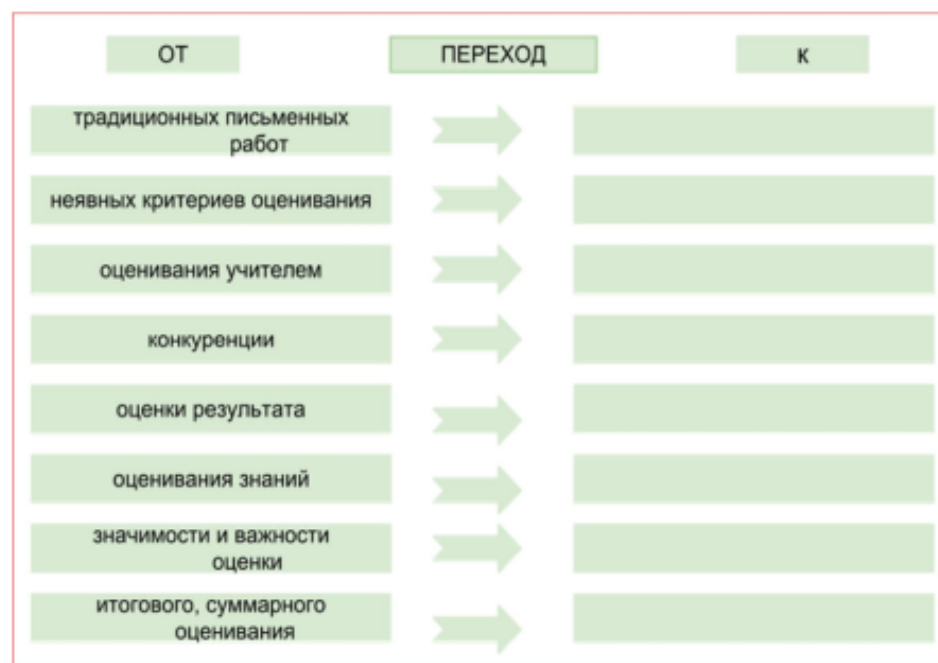 ОТ ПЕРЕХОД К
традиционных письменных
работ
неявных критериев оценивания
оценивания учителем
конкуренции
оценки результата
оценивания знаний
значимости и важности
оценки
итогового, суммарного
оценивания